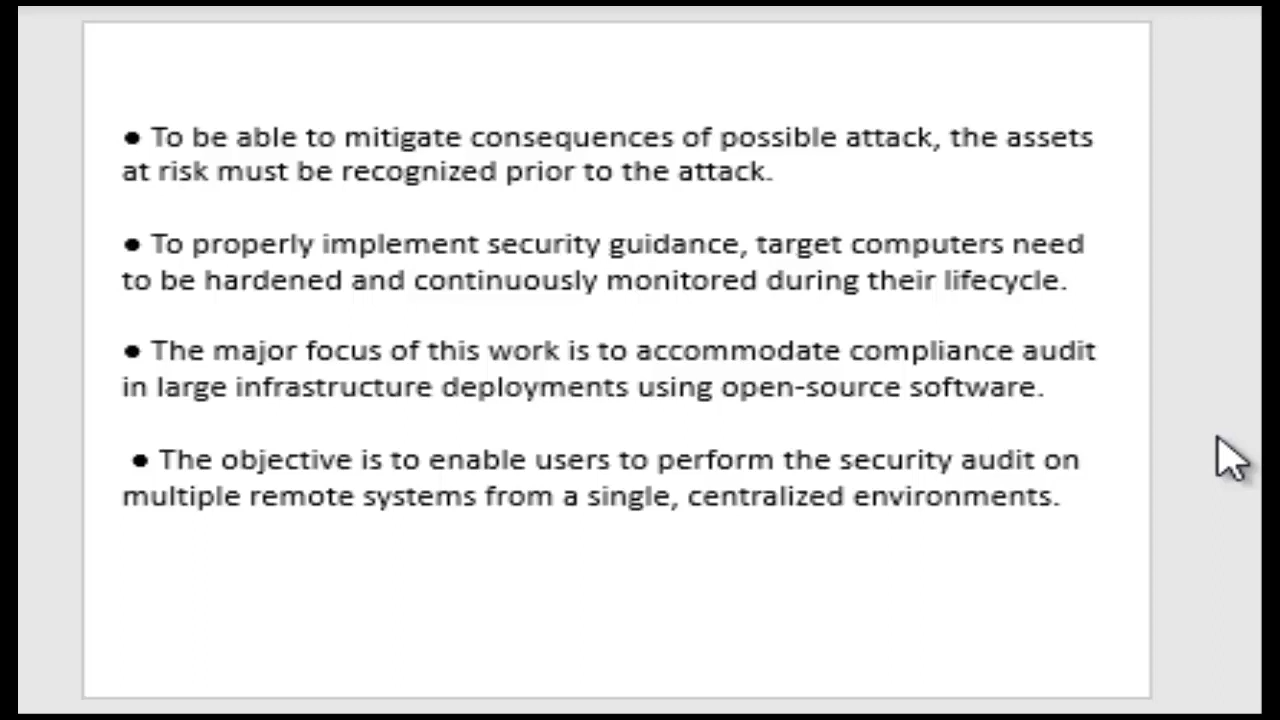 ● To be able to mitigate consequences of possible attack, the assets
at risk must be recognized prior to the attack.
● To properly implement security guidance, target computers need
to be hardened and continuously monitored during their lifecycle.
● The major focus of this work is to accommodate compliance audit
in large infrastructure deployments using open-source software.
● The objective is to enable users to perform the security audit on
multiple remote systems from a single, centralized environments.